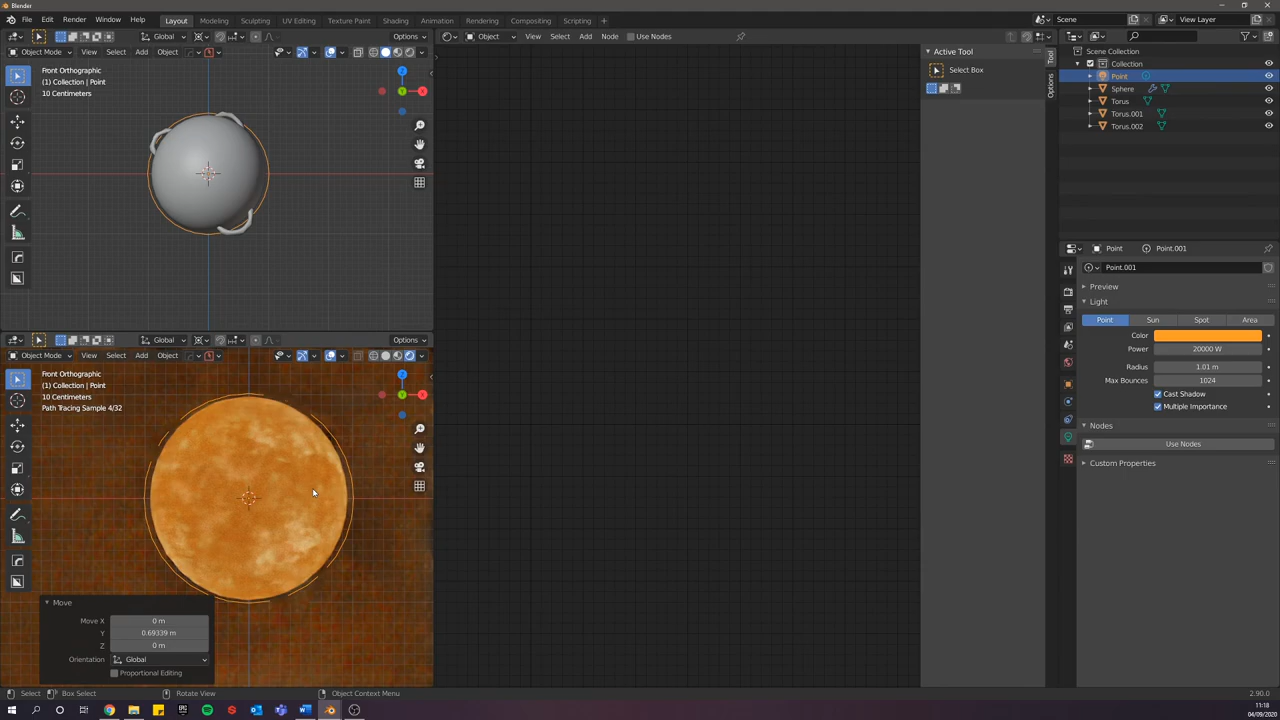 Blender
File Edit Render Window Help Layout Modeling Sculpting UV Editing Texture Paint Shading Animation Rendering Compositing Scripting + Scene View Layer
Global Options Object View Select Add Node Use Nodes
Object Mode View Select Add Object
Front Orthographic
(1) Collection | Point
10 Centimeters
Active Tool
Select Box
Tool
Options
Scene Collection
Collection
Point
Sphere
Torus
Torus.001
Torus.002
Point Point.001
Point.001
Preview
Light
Point Sun Spot Area
Color
Power 20000 W
Radius 1.01 m
Max Bounces 1024
Cast Shadow
Multiple Importance
Nodes
Use Nodes
Custom Properties
Global Options
Object Mode View Select Add Object
Front Orthographic
(1) Collection | Point
10 Centimeters
Path Tracing Sample 4/32
Move
Move X 0 m
Y 0.69339 m
Z 0 m
Orientation Global
Proportional Editing
Select Box Select Rotate View Object Context Menu 2.90.0
11:18
04/09/2020